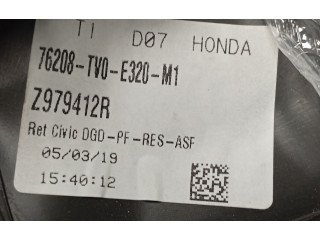 TI D07 HONDA
76208-TV0-E320-M1
Z979412R
Ret Civic DGD-PF-RES-ASF
05/03/19
15:40:12